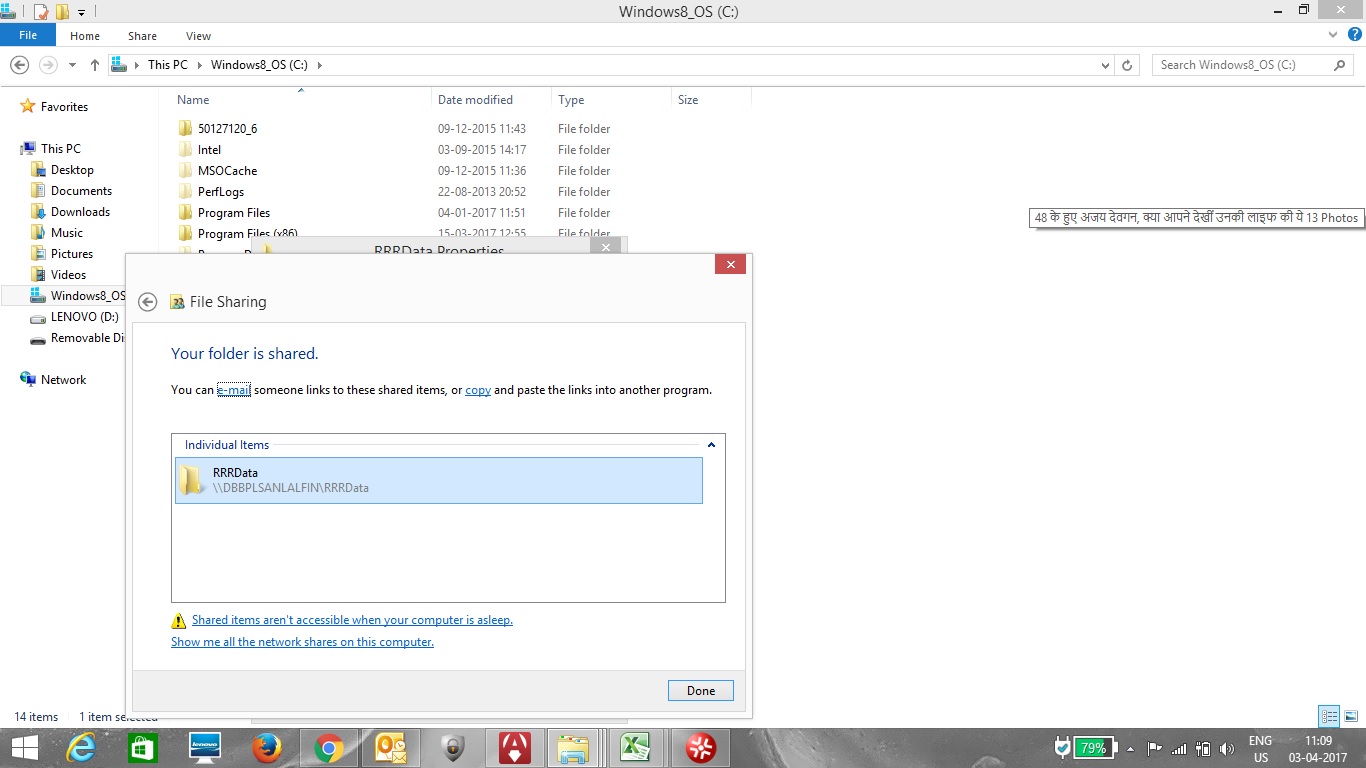 Windows8_OS (C:)
File Home Share View
This PC Windows8_OS (C:)
Search Windows8_OS (C:)
Name Date modified Type Size
Favorites
This PC
Desktop
Documents
Downloads
Music
Pictures
Videos
Windows8_OS
LENOVO (D:)
Removable Di
Network
50127120_6 09-12-2015 11:43 File folder
Intel 03-09-2015 14:17 File folder
MSOCache 09-12-2015 11:36 File folder
PerfLogs 22-08-2013 20:52 File folder
Program Files 04-01-2017 11:51 File folder
Program Files (x86) 15-03-2017 12:55 File folder
48 के हुए अजय देवगन, क्या आपने देखीं उनकी लाइफ की ये 13 Photos
RRRData Properties
File Sharing
Your folder is shared.
You can e-mail someone links to these shared items, or copy and paste the links into another program.
Individual Items
RRRData
\\DBBPLSANLALFIN\RRRData
Shared items aren't accessible when your computer is asleep.
Show me all the network shares on this computer.
Done
14 items 1 item selected
lenovo
79%
ENG 11:09
US 03-04-2017